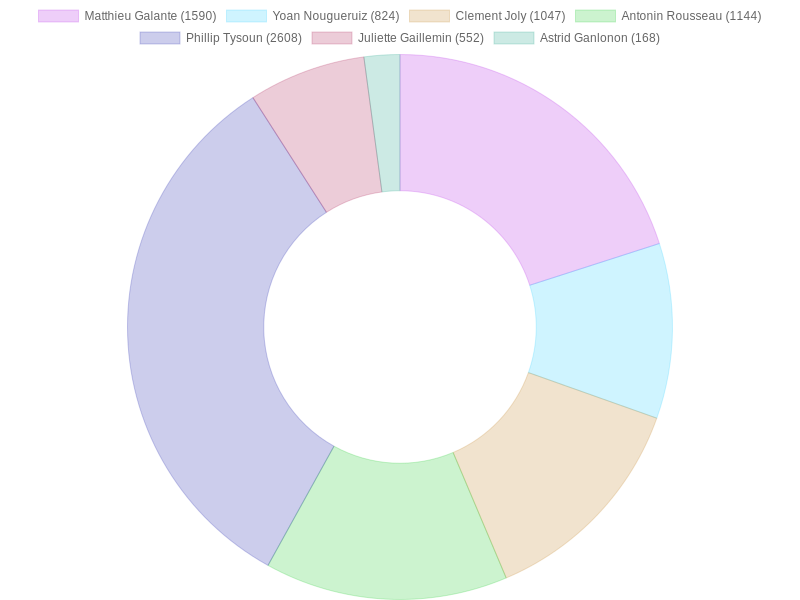 Matthieu Galante (1590) Yoan Nougueruiz (824) Clement Joly (1047) Antonin Rousseau (1144)
Phillip Tysoun (2608) Juliette Gaillemin (552) Astrid Ganlonon (168)